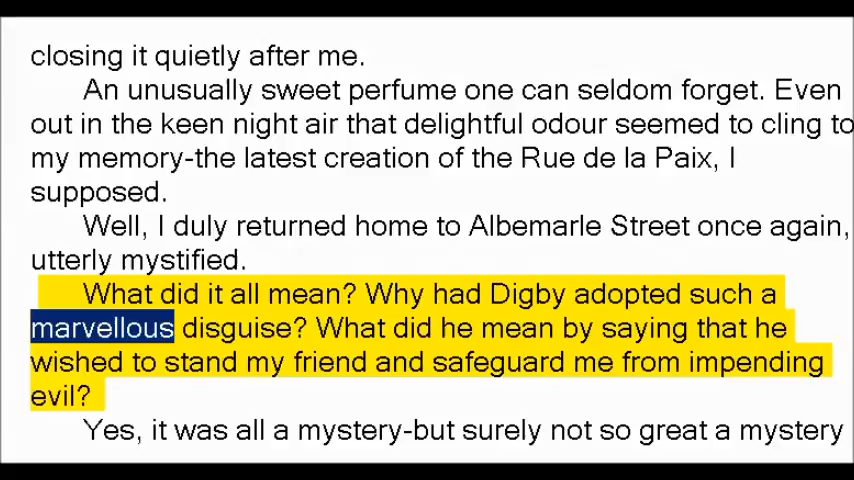 closing it quietly after me.
An unusually sweet perfume one can seldom forget. Even
out in the keen night air that delightful odour seemed to cling to
my memory-the latest creation of the Rue de la Paix, I
supposed.
Well, I duly returned home to Albemarle Street once again,
utterly mystified.
What did it all mean? Why had Digby adopted such a
marvellous disguise? What did he mean by saying that he
wished to stand my friend and safeguard me from impending
evil?
Yes, it was all a mystery-but surely not so great a mystery